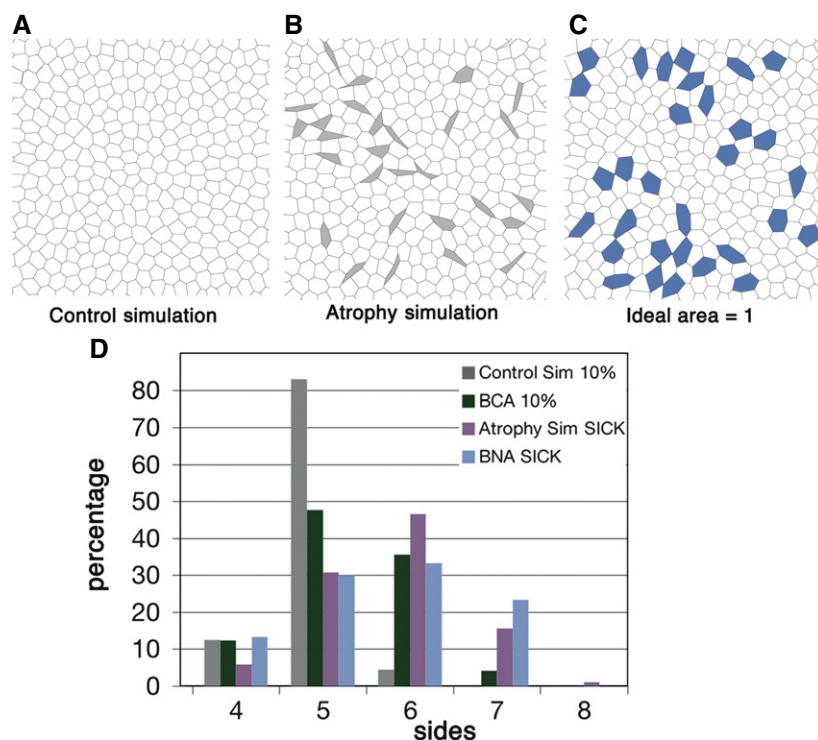 A
B
C
Control simulation
Atrophy simulation
Ideal area = 1
D
percentage
80
70
60
50
40
30
20
10
0
Control Sim 10%
BCA 10%
Atrophy Sim SICK
BNA SICK
4 5 6 7 8
sides